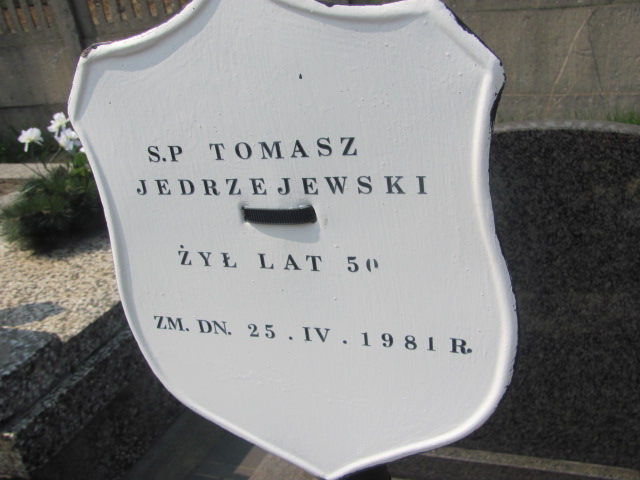 S.P TOMASZ
JEDRZEJEWSKI
ŻYŁ LAT 50
ZM. DN. 25.IV.1981 R.